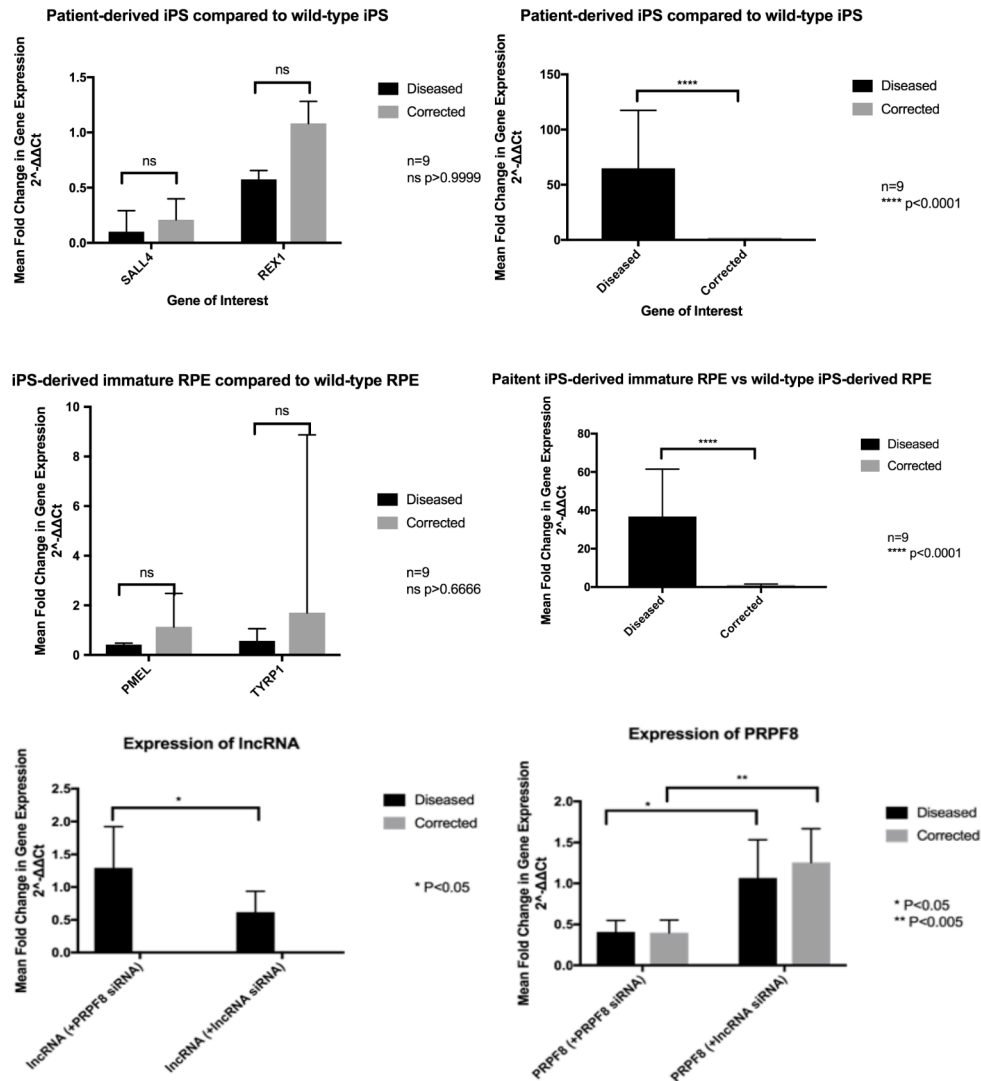 Patient-derived iPS compared to wild-type iPS
Mean Fold Change in Gene Expression
2^-ΔΔCt
1.5
1.0
0.5
0.0
ns
ns
SALL4
REX1
Gene of Interest
Diseased
Corrected
n=9
ns p>0.9999
Patient-derived iPS compared to wild-type iPS
Mean Fold Change in Gene Expression
2^-ΔΔCt
150
100
50
0
****
Diseased
Corrected
Gene of Interest
Diseased
Corrected
n=9
**** p<0.0001
iPS-derived immature RPE compared to wild-type RPE
Mean Fold Change in Gene Expression
2^-ΔΔCt
10
8
6
4
2
0
ns
ns
PMEL
TYRP1
Diseased
Corrected
n=9
ns p>0.6666
Paitent iPS-derived immature RPE vs wild-type iPS-derived RPE
Mean Fold Change in Gene Expression
2^-ΔΔCt
80
60
40
20
0
****
Diseased
Corrected
Diseased
Corrected
n=9
**** p<0.0001
Expression of lncRNA
Mean Fold Change in Gene Expression
2^-ΔΔCt
2.5
2.0
1.5
1.0
0.5
0.0
*
lncRNA (+PRPF8 siRNA)
lncRNA (+lncRNA siRNA)
Diseased
Corrected
* P<0.05
Expression of PRPF8
Mean Fold Change in Gene Expression
2^-ΔΔCt
2.0
1.5
1.0
0.5
0.0
*
**
PRPF8 (+PRPF8 siRNA)
PRPF8 (+lncRNA siRNA)
Diseased
Corrected
* P<0.05
** P<0.005